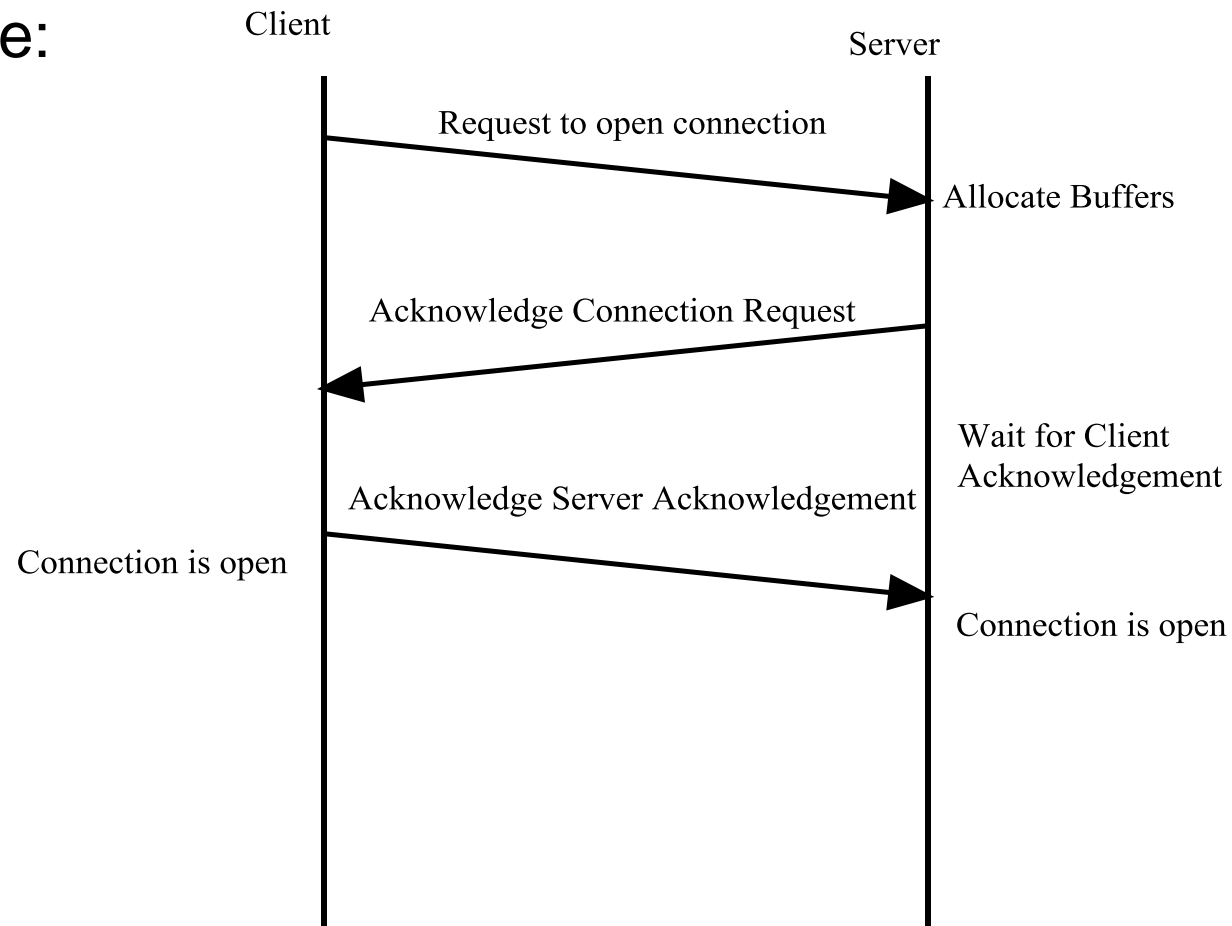 e:
Client
Server
Request to open connection
Allocate Buffers
Acknowledge Connection Request
Wait for Client
Acknowledgement
Acknowledge Server Acknowledgement
Connection is open
Connection is open